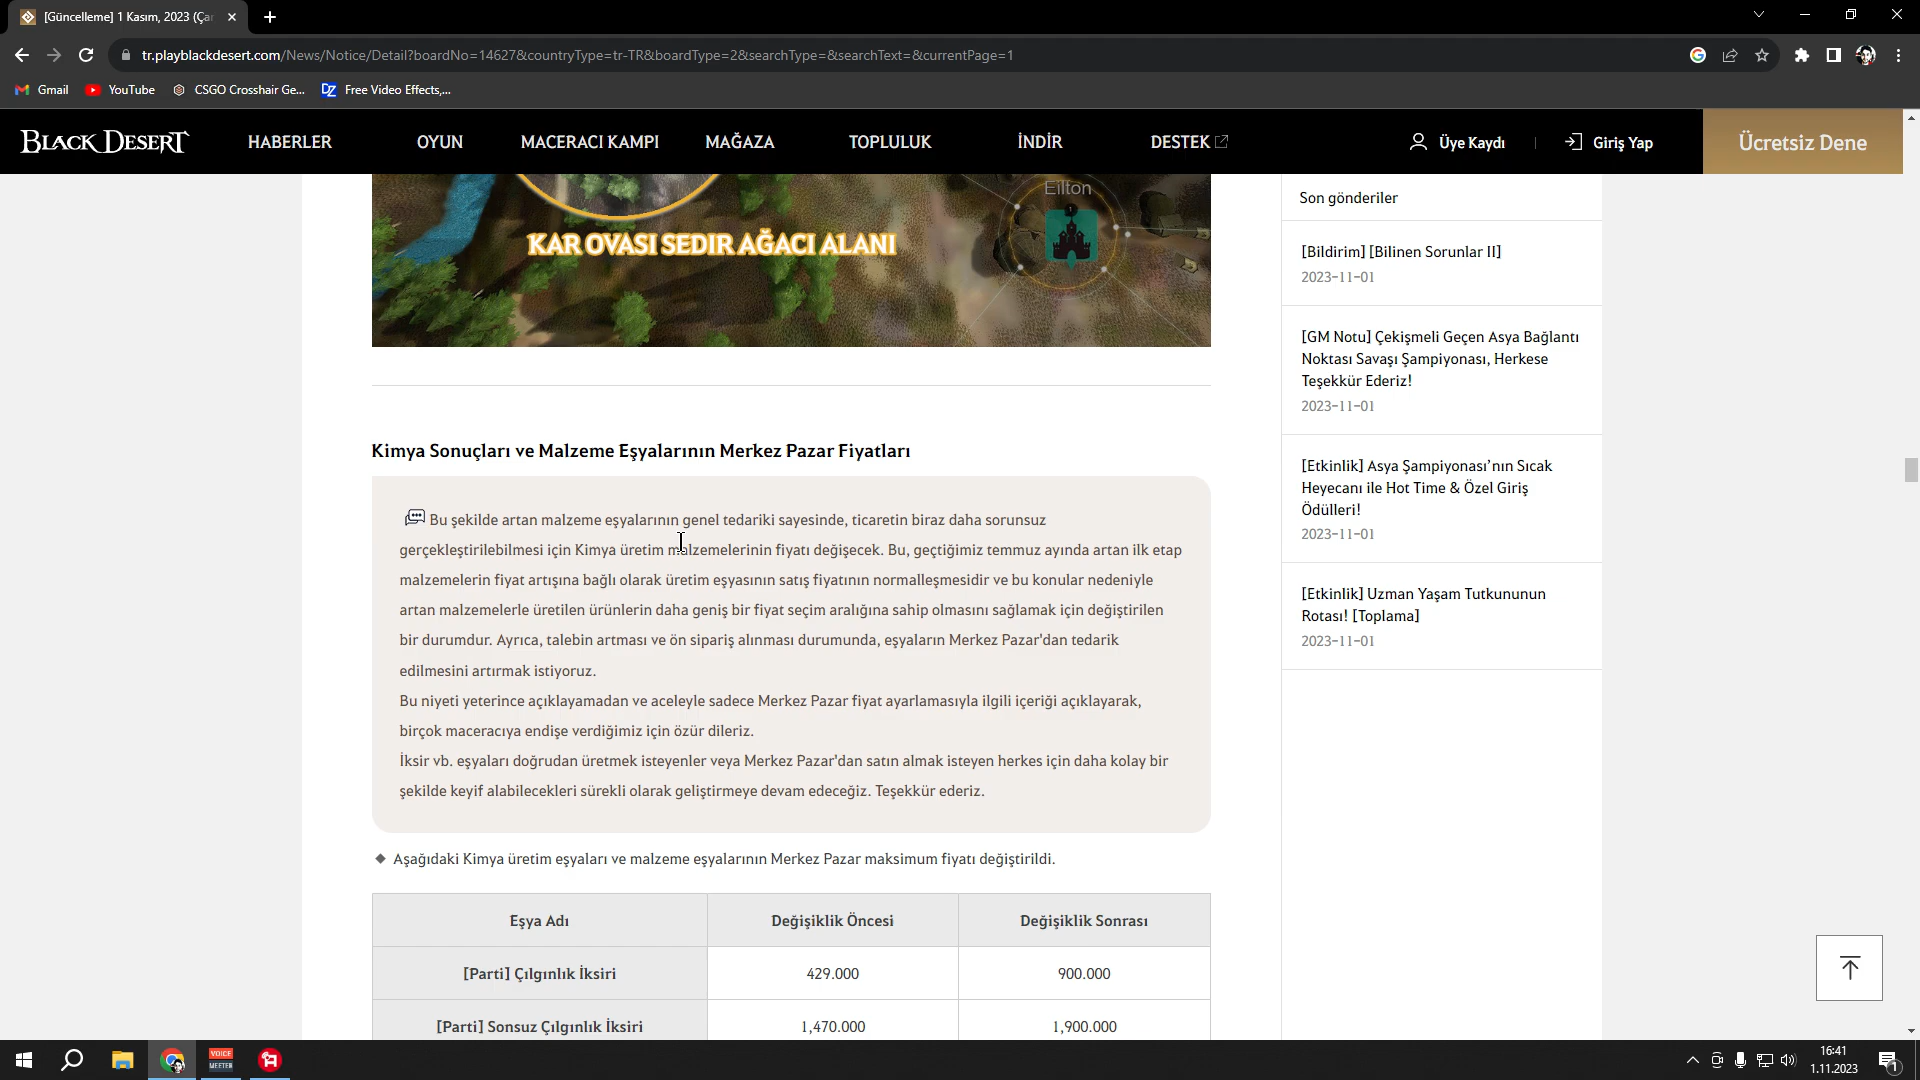 [Güncelleme] 1 Kasım, 2023 (Ça
tr.playblackdesert.com/News/Notice/Detail?boardNo=14627&countryType=tr-TR&boardType=2&searchType=&searchText=&currentPage=1
Gmail
YouTube
CSGO Crosshair Ge...
DZ
Free Video Effects,...
BLACK DESERT
HABERLER
OYUN
MACERACI KAMPI
MAĞAZA
TOPLULUK
İNDİR
DESTEK
Üye Kaydı
Giriş Yap
Ücretsiz Dene
Eilton
1
KAR OVASI SEDIR AĞACI ALANI
Kimya Sonuçları ve Malzeme Eşyalarının Merkez Pazar Fiyatları
Bu şekilde artan malzeme eşyalarının genel tedariki sayesinde, ticaretin biraz daha sorunsuz
gerçekleştirilebilmesi için Kimya üretim malzemelerinin fiyatı değişecek. Bu, geçtiğimiz temmuz ayında artan ilk etap
malzemelerin fiyat artışına bağlı olarak üretim eşyasının satış fiyatının normalleşmesidir ve bu konular nedeniyle
artan malzemelerle üretilen ürünlerin daha geniş bir fiyat seçim aralığına sahip olmasını sağlamak için değiştirilen
bir durumdur. Ayrıca, talebin artması ve ön sipariş alınması durumunda, eşyaların Merkez Pazar'dan tedarik
edilmesini artırmak istiyoruz.
Bu niyeti yeterince açıklayamadan ve aceleyle sadece Merkez Pazar fiyat ayarlamasıyla ilgili içeriği açıklayarak,
birçok maceracıya endişe verdiğimiz için özür dileriz.
İksir vb. eşyaları doğrudan üretmek isteyenler veya Merkez Pazar'dan satın almak isteyen herkes için daha kolay bir
şekilde keyif alabilecekleri sürekli olarak geliştirmeye devam edeceğiz. Teşekkür ederiz.
◆ Aşağıdaki Kimya üretim eşyaları ve malzeme eşyalarının Merkez Pazar maksimum fiyatı değiştirildi.
Eşya Adı
Değişiklik Öncesi
Değişiklik Sonrası
[Parti] Çılgınlık İksiri
429.000
900.000
[Parti] Sonsuz Çılgınlık İksiri
1,470.000
1,900.000
Son gönderiler
[Bildirim] [Bilinen Sorunlar II]
2023-11-01
[GM Notu] Çekişmeli Geçen Asya Bağlantı
Noktası Savaşı Şampiyonası, Herkese
Teşekkür Ederiz!
2023-11-01
[Etkinlik] Asya Şampiyonası'nın Sıcak
Heyecanı ile Hot Time & Özel Giriş
Ödülleri!
2023-11-01
[Etkinlik] Uzman Yaşam Tutkununun
Rotası! [Toplama]
2023-11-01
VOICE
MEETER
16:41
1.11.2023
1